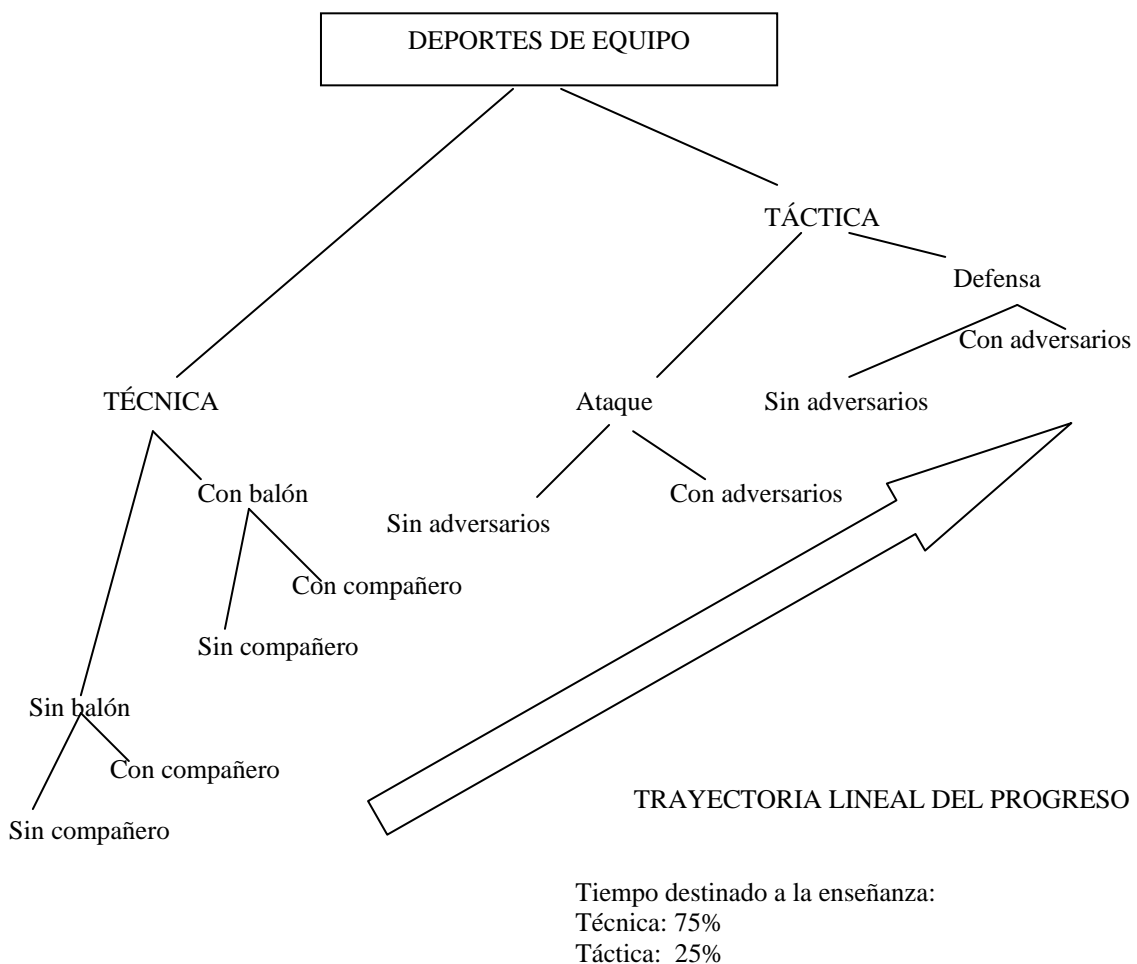 DEPORTES DE EQUIPO
TÁCTICA
Defensa
Con adversarios
TÉCNICA
Ataque
Sin adversarios
Con balón
Con adversarios
Sin adversarios
Con compañero
Sin compañero
Sin balón
Con compañero
TRAYECTORIA LINEAL DEL PROGRESO
Sin compañero
Tiempo destinado a la enseñanza:
Técnica: 75%
Táctica: 25%